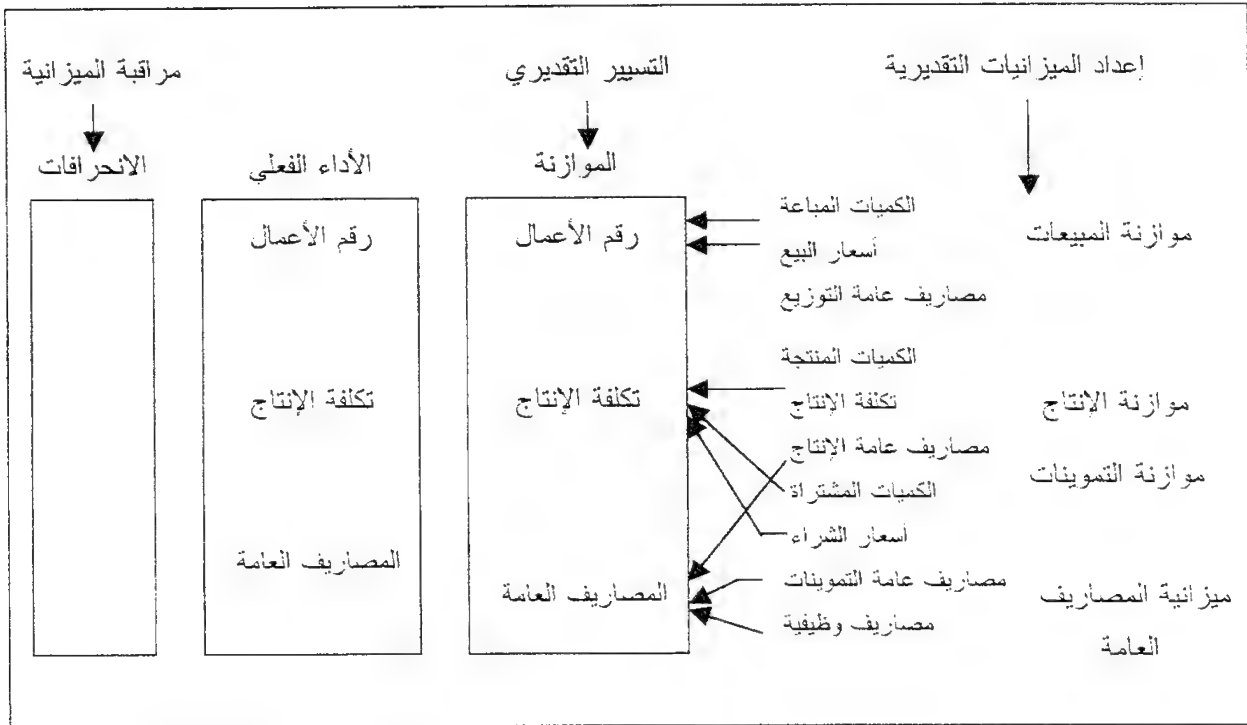 إعداد الميزانيات التقديرية
التسيير التقديري
مراقبة الميزانية
الموازنة
الأداء الفعلي
الانحرافات
موازنة المبيعات
الكميات المباعة
أسعار البيع
مصاريف عامة التوزيع
رقم الأعمال
رقم الأعمال
موازنة الإنتاج
الكميات المنتجة
تكلفة الإنتاج
مصاريف عامة الإنتاج
تكلفة الإنتاج
تكلفة الإنتاج
موازنة التموينات
الكميات المشتراة
أسعار الشراء
ميزانية المصاريف
العامة
مصاريف عامة التموينات
مصاريف وظيفية
المصاريف العامة
المصاريف العامة